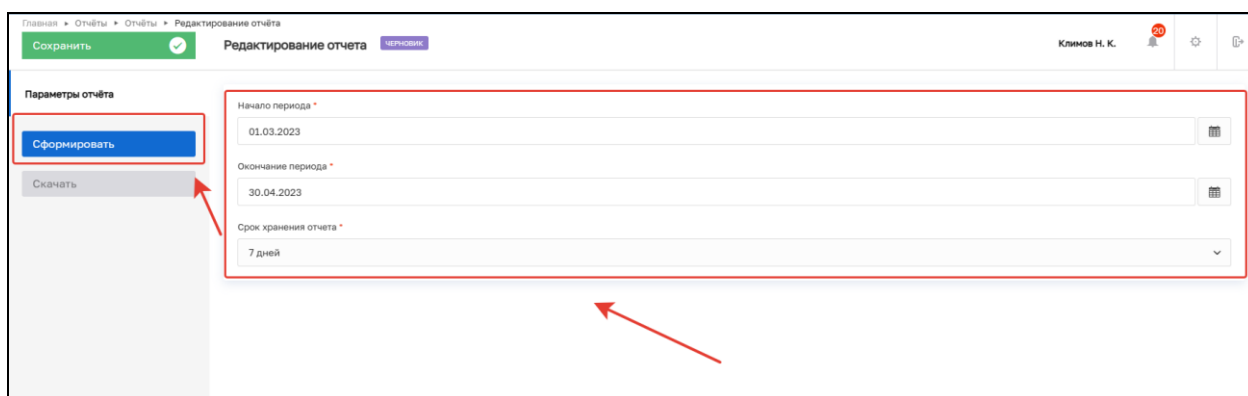 Главная ▸ Отчёты ▸ Отчёты ▸ Редактирование отчёта
Сохранить
Редактирование отчета ЧЕРНОВИК
Климов Н. К.
20
Параметры отчёта
Сформировать
Скачать
Начало периода *
01.03.2023
Окончание периода *
30.04.2023
Срок хранения отчета *
7 дней